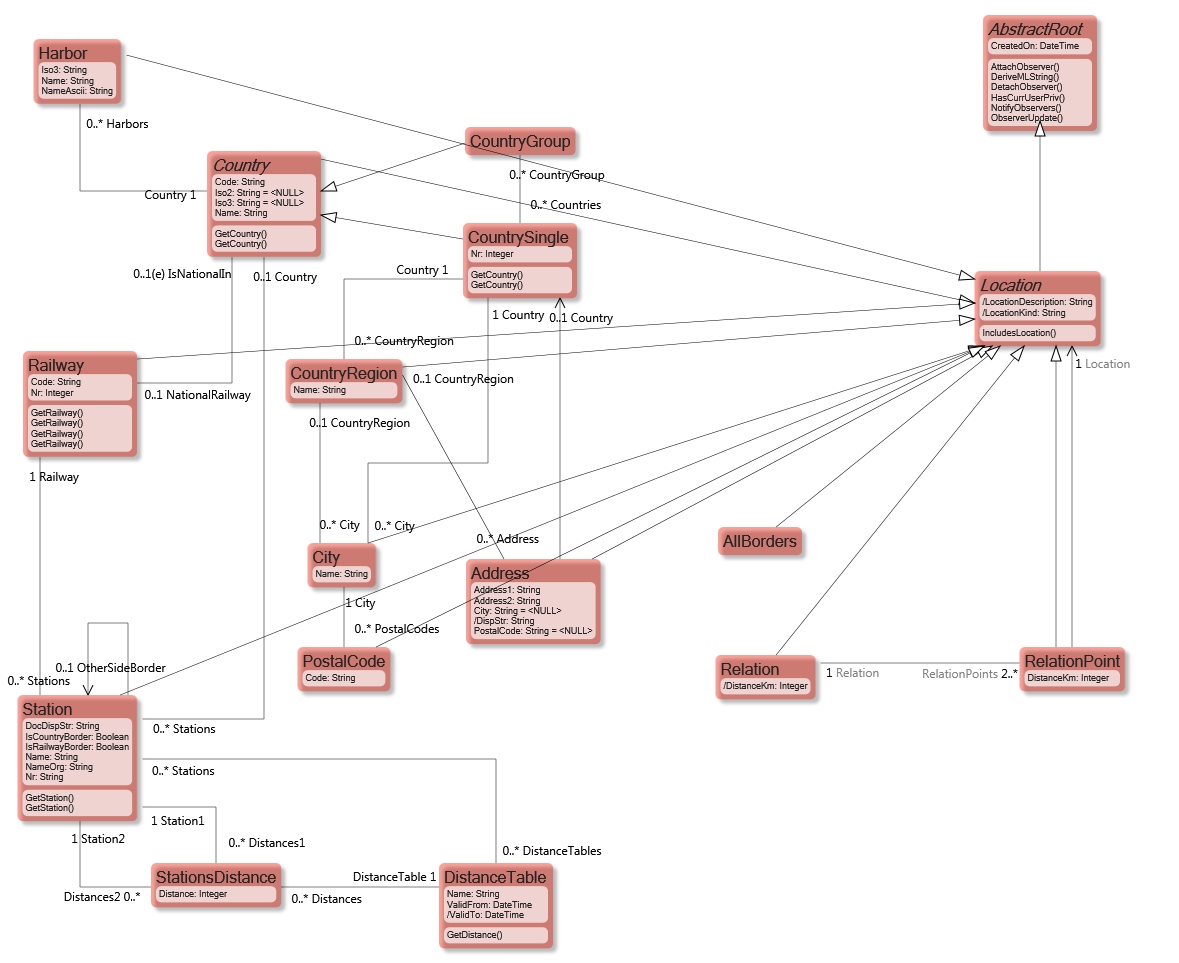 AbstractRoot
CreatedOn: DateTime
AttachObserver()
DeriveMLString()
DetachObserver()
HasCurrUserPriv()
NotifyObservers()
ObserverUpdate()
Harbor
Iso3: String
Name: String
NameAscii: String
0..* Harbors
Country 1
CountryGroup
0..* CountryGroup
0..* Countries
Country
Code: String
Iso2: String = <NULL>
Iso3: String = <NULL>
Name: String
GetCountry()
GetCountry()
0..1(e) IsNationalIn
0..1 Country
CountrySingle
Nr: Integer
GetCountry()
GetCountry()
Country 1
1 Country
0..1 Country
Location
/LocationDescription: String
/LocationKind: String
IncludesLocation()
1 Location
0..* CountryRegion
Railway
Code: String
Nr: Integer
GetRailway()
GetRailway()
GetRailway()
GetRailway()
0..1 NationalRailway
1 Railway
CountryRegion
Name: String
0..1 CountryRegion
0..1 CountryRegion
0..* City
0..* City
0..* Address
City
Name: String
1 City
0..* PostalCodes
Address
Address1: String
Address2: String
City: String = <NULL>
/DispStr: String
PostalCode: String = <NULL>
AllBorders
PostalCode
Code: String
Relation
/DistanceKm: Integer
1 Relation
RelationPoints 2..*
RelationPoint
DistanceKm: Integer
0..1 OtherSideBorder
0..* Stations
Station
DocDispStr: String
IsCountryBorder: Boolean
IsRailwayBorder: Boolean
Name: String
NameOrg: String
Nr: String
GetStation()
GetStation()
0..* Stations
0..* Stations
1 Station1
1 Station2
0..* Distances1
0..* DistanceTables
Distances2 0..*
StationsDistance
Distance: Integer
DistanceTable 1
0..* Distances
DistanceTable
Name: String
ValidFrom: DateTime
/ValidTo: DateTime
GetDistance()